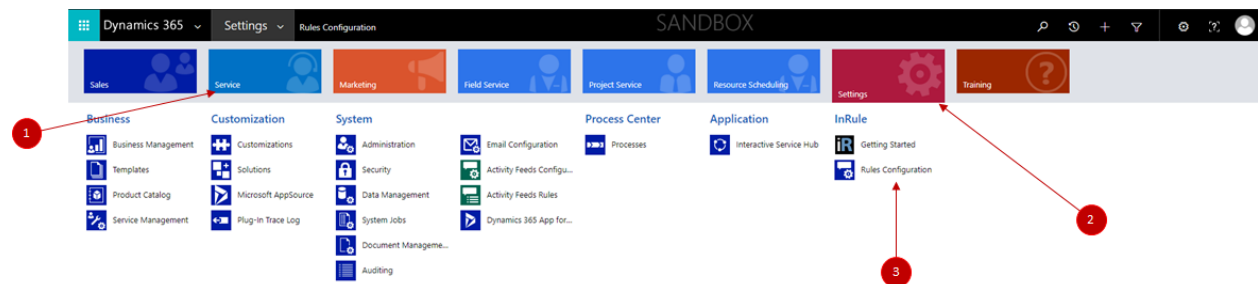 Dynamics 365 Settings Rules Configuration SANDBOX
Sales Service Marketing Field Service Project Service Resource Scheduling Settings Training
1
Business Customization System Process Center Application InRule
Business Management Customizations Administration Email Configuration Processes Interactive Service Hub iR Getting Started
Templates Solutions Security Activity Feeds Configu... Rules Configuration
Product Catalog Microsoft AppSource Data Management Activity Feeds Rules
Service Management Plug-In Trace Log System Jobs Dynamics 365 App for...
2
Document Manageme...
Auditing
3